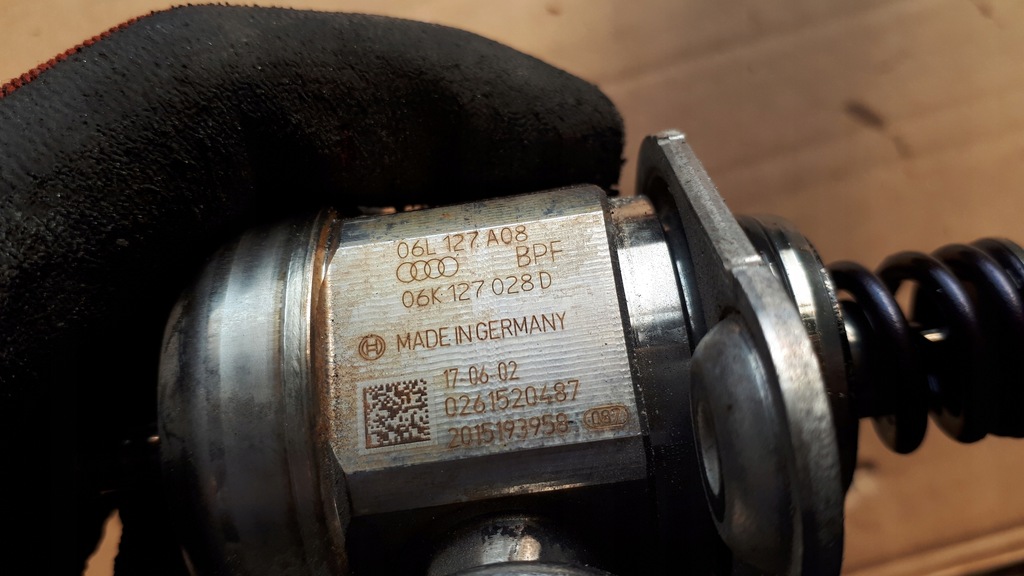 06L 127 A08
BPF
06K 127 028 D
MADE IN GERMANY
17-06-02
0261520487
2015193958 087